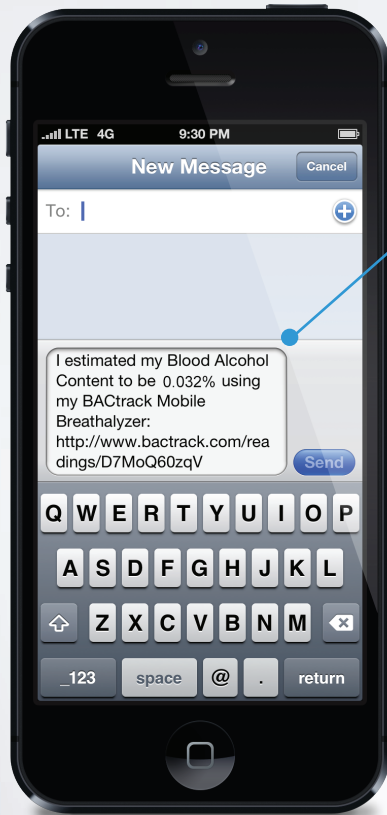 LTE 4G 9:30 PM
New Message
Cancel
To:
I estimated my Blood Alcohol
Content to be 0.032% using
my BACtrack Mobile
Breathalyzer:
http://www.bactrack.com/rea
dings/D7MoQ60zqV
Send
Q W E R T Y U I O P
A S D F G H J K L
Z X C V B N M
_123 space @ . return